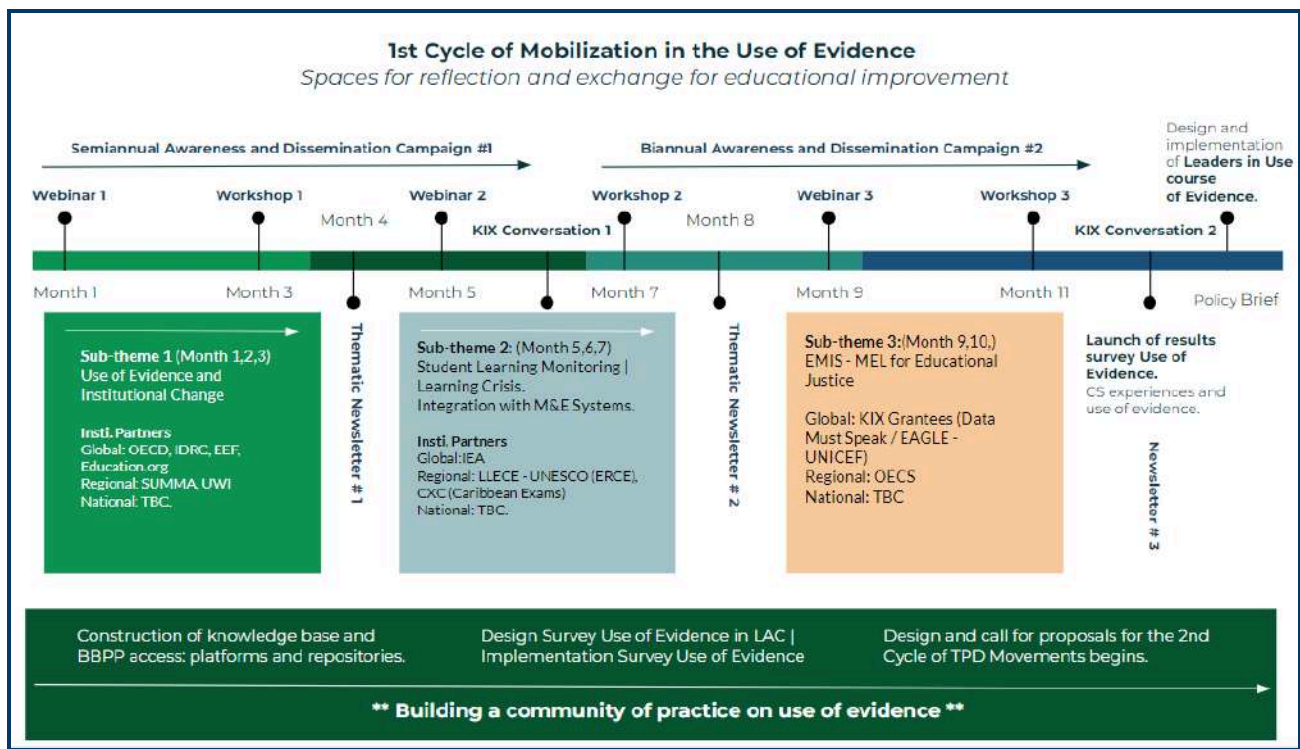 1st Cycle of Mobilization in the Use of Evidence
Spaces for reflection and exchange for educational improvement
Semiannual Awareness and Dissemination Campaign #1
Biannual Awareness and Dissemination Campaign #2
Design and
implementation
of Leaders in Use
course
of Evidence.
Webinar 1
Workshop 1
Month 4
Webinar 2
KIX Conversation 1
Workshop 2
Month 8
Webinar 3
Workshop 3
KIX Conversation 2
Month 1
Month 3
Month 5
Month 7
Month 9
Month 11
Policy Brief
Sub-theme 1 (Month 1,2,3)
Use of Evidence and
Institutional Change
Insti. Partners
Global: OECD, IDRC, EEF,
Education.org
Regional: SUMMA, UWI
National: TBC.
Thematic Newsletter # 1
Sub-theme 2: (Month 5,6,7)
Student Learning Monitoring |
Learning Crisis.
Integration with M&E Systems.
Insti. Partners
Global:IEA
Regional: LLECE - UNESCO (ERCE),
CXC (Caribbean Exams)
National: TBC.
Thematic Newsletter # 2
Sub-theme 3:(Month 9,10,)
EMIS - MEL for Educational
Justice
Global: KIX Grantees (Data
Must Speak / EAGLE -
UNICEF)
Regional: OECS
National: TBC
Launch of results
survey Use of
Evidence.
CS experiences and
use of evidence.
Newsletter # 3
Construction of knowledge base and
BBPP access: platforms and repositories.
Design Survey Use of Evidence in LAC |
Implementation Survey Use of Evidence
Design and call for proposals for the 2nd
Cycle of TPD Movements begins.
** Building a community of practice on use of evidence **